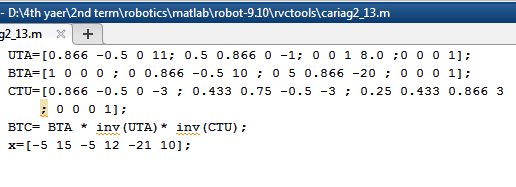 - D:\4th yaer\2nd term\robotics\matlab\robot-9.10\rvctools\cariag2_13.m
g2_13.m × +
UTA=[0.866 -0.5 0 11; 0.5 0.866 0 -1; 0 0 1 8.0 ;0 0 0 1];
BTA=[1 0 0 0 ; 0 0.866 -0.5 10 ; 0 5 0.866 -20 ; 0 0 0 1];
CTU=[0.866 -0.5 0 -3 ; 0.433 0.75 -0.5 -3 ; 0.25 0.433 0.866 3
; 0 0 0 1];
BTC= BTA * inv(UTA)* inv(CTU);
x=[-5 15 -5 12 -21 10];